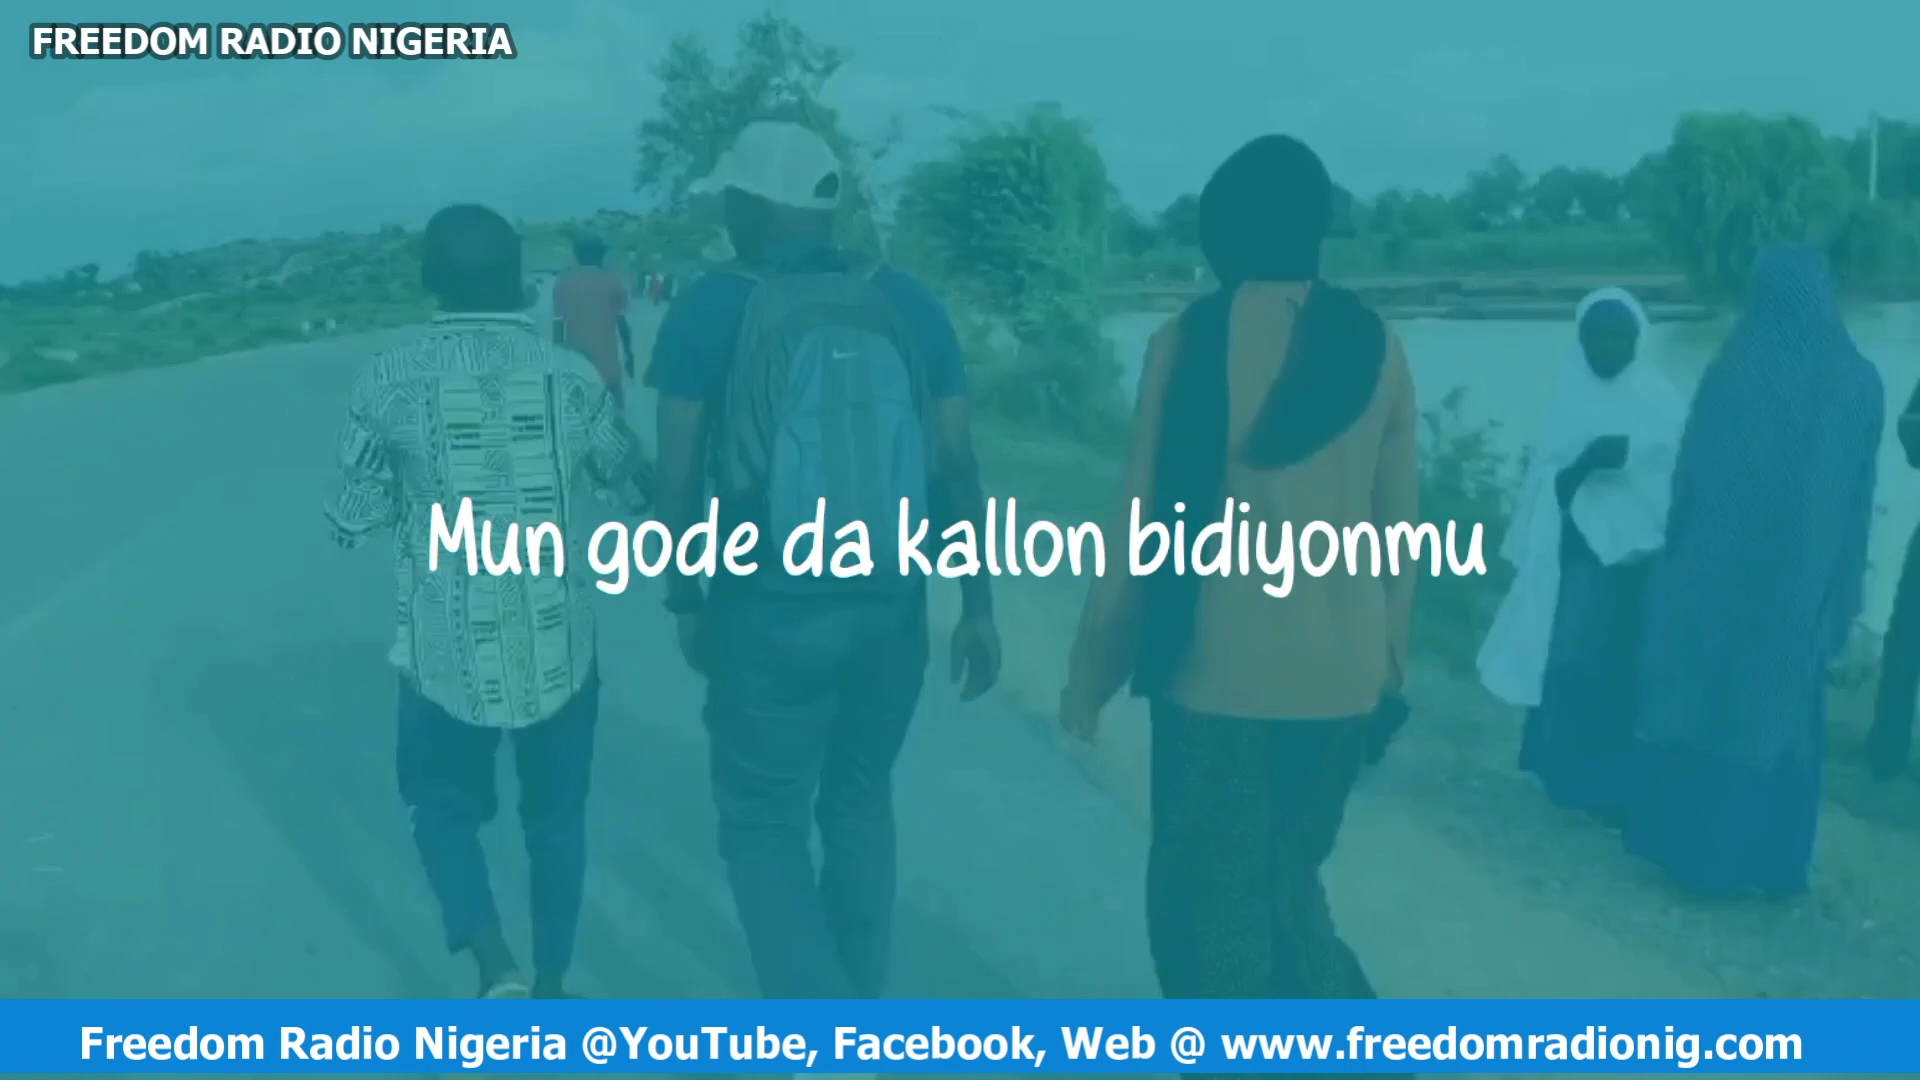 FREEDOM RADIO NIGERIA
Mun gode da kallon bidiyonmu
Freedom Radio Nigeria @YouTube, Facebook, Web @ www.freedomradionig.com